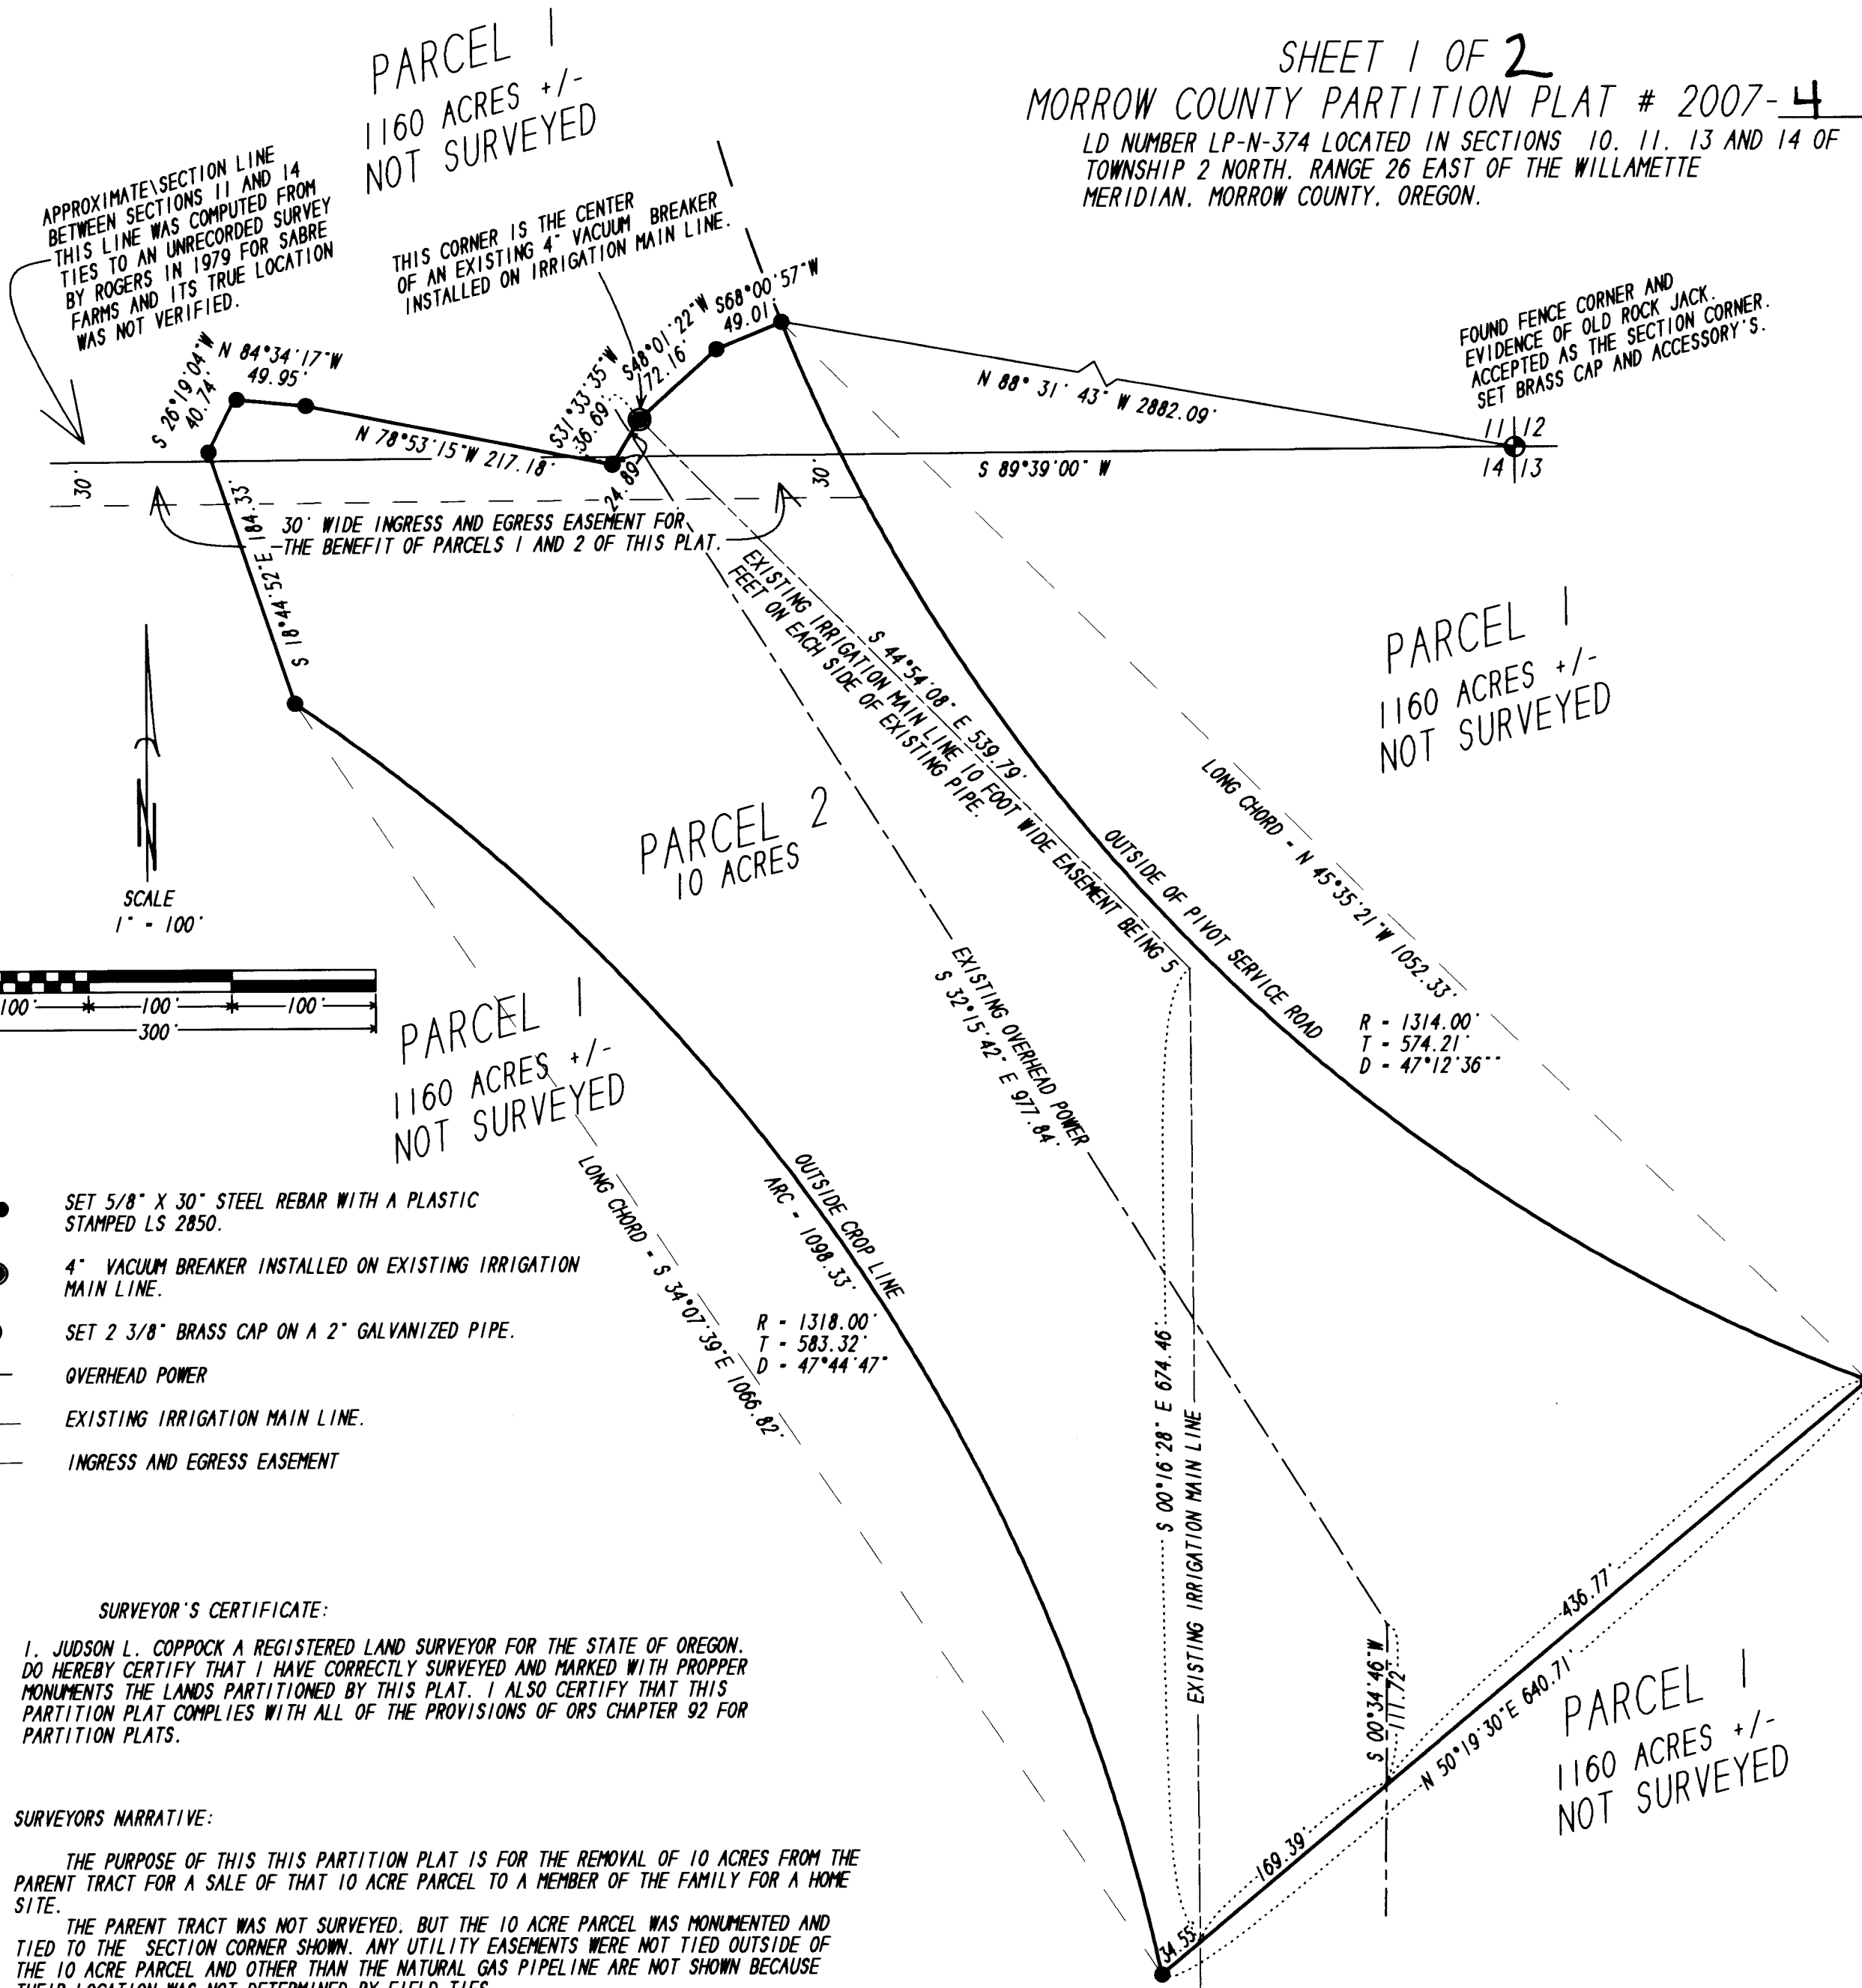 SHEET 1 OF 2
MORROW COUNTY PARTITION PLAT # 2007-4
LD NUMBER LP-N-374 LOCATED IN SECTIONS 10. 11. 13 AND 14 OF
TOWNSHIP 2 NORTH. RANGE 26 EAST OF THE WILLAMETTE
MERIDIAN. MORROW COUNTY. OREGON.
PARCEL 1
1160 ACRES +/-
NOT SURVEYED
APPROXIMATE\SECTION LINE
BETWEEN SECTIONS 11 AND 14
THIS LINE WAS COMPUTED FROM
TIES TO AN UNRECORDED SURVEY
BY ROGERS IN 1979 FOR SABRE
FARMS AND ITS TRUE LOCATION
WAS NOT VERIFIED.
THIS CORNER IS THE CENTER
OF AN EXISTING 4" VACUUM BREAKER
INSTALLED ON IRRIGATION MAIN LINE.
FOUND FENCE CORNER AND
EVIDENCE OF OLD ROCK JACK.
ACCEPTED AS THE SECTION CORNER.
SET BRASS CAP AND ACCESSORY'S.
S 26°19'04"W
40.74'
N 84°34'17"W
49.95'
N 78°53'15"W 217.18'
S31°33'35"W
36.69'
24.89'
S48°01'22"W
72.16'
S68°00'57"W
49.01'
N 88° 31' 43" W 2882.09'
11 12
14 13
S 89°39'00" W
30'
30'
30' WIDE INGRESS AND EGRESS EASEMENT FOR
THE BENEFIT OF PARCELS 1 AND 2 OF THIS PLAT.
S 18°44'52"E 184.33'
EXISTING IRRIGATION MAIN LINE 10 FOOT WIDE EASEMENT BEING 5
FEET ON EACH SIDE OF EXISTING PIPE.
S 44°54'08" E 539.79'
PARCEL 1
1160 ACRES +/-
NOT SURVEYED
LONG CHORD - N 45°35'21"W 1052.33'
OUTSIDE OF PIVOT SERVICE ROAD
R - 1314.00'
T - 574.21'
D - 47°12'36""
PARCEL 2
10 ACRES
N
SCALE
1" - 100'
100' 100' 100'
300'
EXISTING OVERHEAD POWER
S 32°15'42" E 977.84'
PARCEL 1
1160 ACRES +/-
NOT SURVEYED
OUTSIDE CROP LINE
ARC - 1098.33'
LONG CHORD - S 34°07'39"E 1066.82'
R - 1318.00'
T - 583.32'
D - 47°44'47"
S 00°16'28" E 674.46'
EXISTING IRRIGATION MAIN LINE
SET 5/8" X 30" STEEL REBAR WITH A PLASTIC
STAMPED LS 2850.
4" VACUUM BREAKER INSTALLED ON EXISTING IRRIGATION
MAIN LINE.
SET 2 3/8" BRASS CAP ON A 2" GALVANIZED PIPE.
OVERHEAD POWER
EXISTING IRRIGATION MAIN LINE.
INGRESS AND EGRESS EASEMENT
S 00°34'46"W
111.72'
436.77'
N 50°19'30"E 640.71'
169.39'
34.55'
PARCEL 1
1160 ACRES +/-
NOT SURVEYED
SURVEYOR'S CERTIFICATE:
I. JUDSON L. COPPOCK A REGISTERED LAND SURVEYOR FOR THE STATE OF OREGON.
DO HEREBY CERTIFY THAT I HAVE CORRECTLY SURVEYED AND MARKED WITH PROPPER
MONUMENTS THE LANDS PARTITIONED BY THIS PLAT. I ALSO CERTIFY THAT THIS
PARTITION PLAT COMPLIES WITH ALL OF THE PROVISIONS OF ORS CHAPTER 92 FOR
PARTITION PLATS.
SURVEYORS NARRATIVE:
THE PURPOSE OF THIS THIS PARTITION PLAT IS FOR THE REMOVAL OF 10 ACRES FROM THE
PARENT TRACT FOR A SALE OF THAT 10 ACRE PARCEL TO A MEMBER OF THE FAMILY FOR A HOME
SITE.
THE PARENT TRACT WAS NOT SURVEYED. BUT THE 10 ACRE PARCEL WAS MONUMENTED AND
TIED TO THE SECTION CORNER SHOWN. ANY UTILITY EASEMENTS WERE NOT TIED OUTSIDE OF
THE 10 ACRE PARCEL AND OTHER THAN THE NATURAL GAS PIPELINE ARE NOT SHOWN BECAUSE
THEIR LOCATION WAS NOT DETERMINED BY FIELD TIES